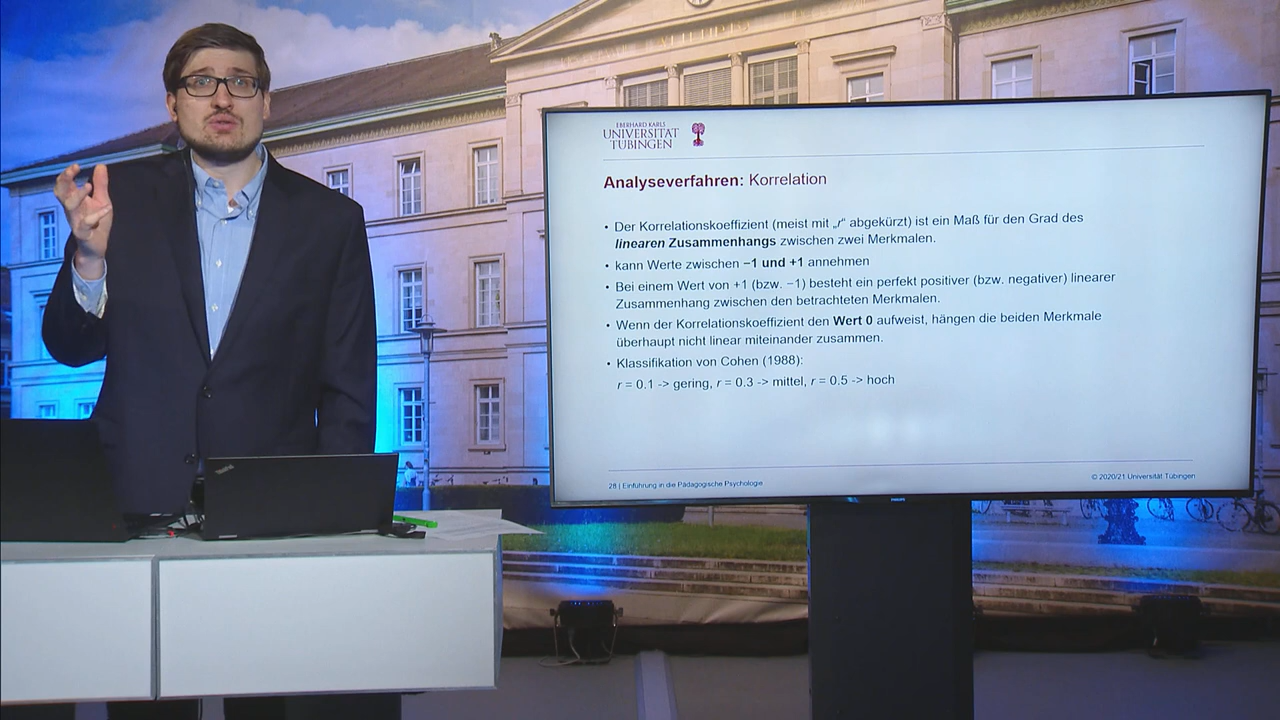 EBERHARD KARLS
UNIVERSITÄT
TÜBINGEN
Analyseverfahren: Korrelation
• Der Korrelationskoeffizient (meist mit „r“ abgekürzt) ist ein Maß für den Grad des
linearen Zusammenhangs zwischen zwei Merkmalen.
• kann Werte zwischen −1 und +1 annehmen
• Bei einem Wert von +1 (bzw. −1) besteht ein perfekt positiver (bzw. negativer) linearer
Zusammenhang zwischen den betrachteten Merkmalen.
• Wenn der Korrelationskoeffizient den Wert 0 aufweist, hängen die beiden Merkmale
überhaupt nicht linear miteinander zusammen.
• Klassifikation von Cohen (1988):
r = 0.1 -> gering, r = 0.3 -> mittel, r = 0.5 -> hoch
28 | Einführung in die Pädagogische Psychologie
© 2020/21 Universität Tübingen
PHILIPS
ThinkPad